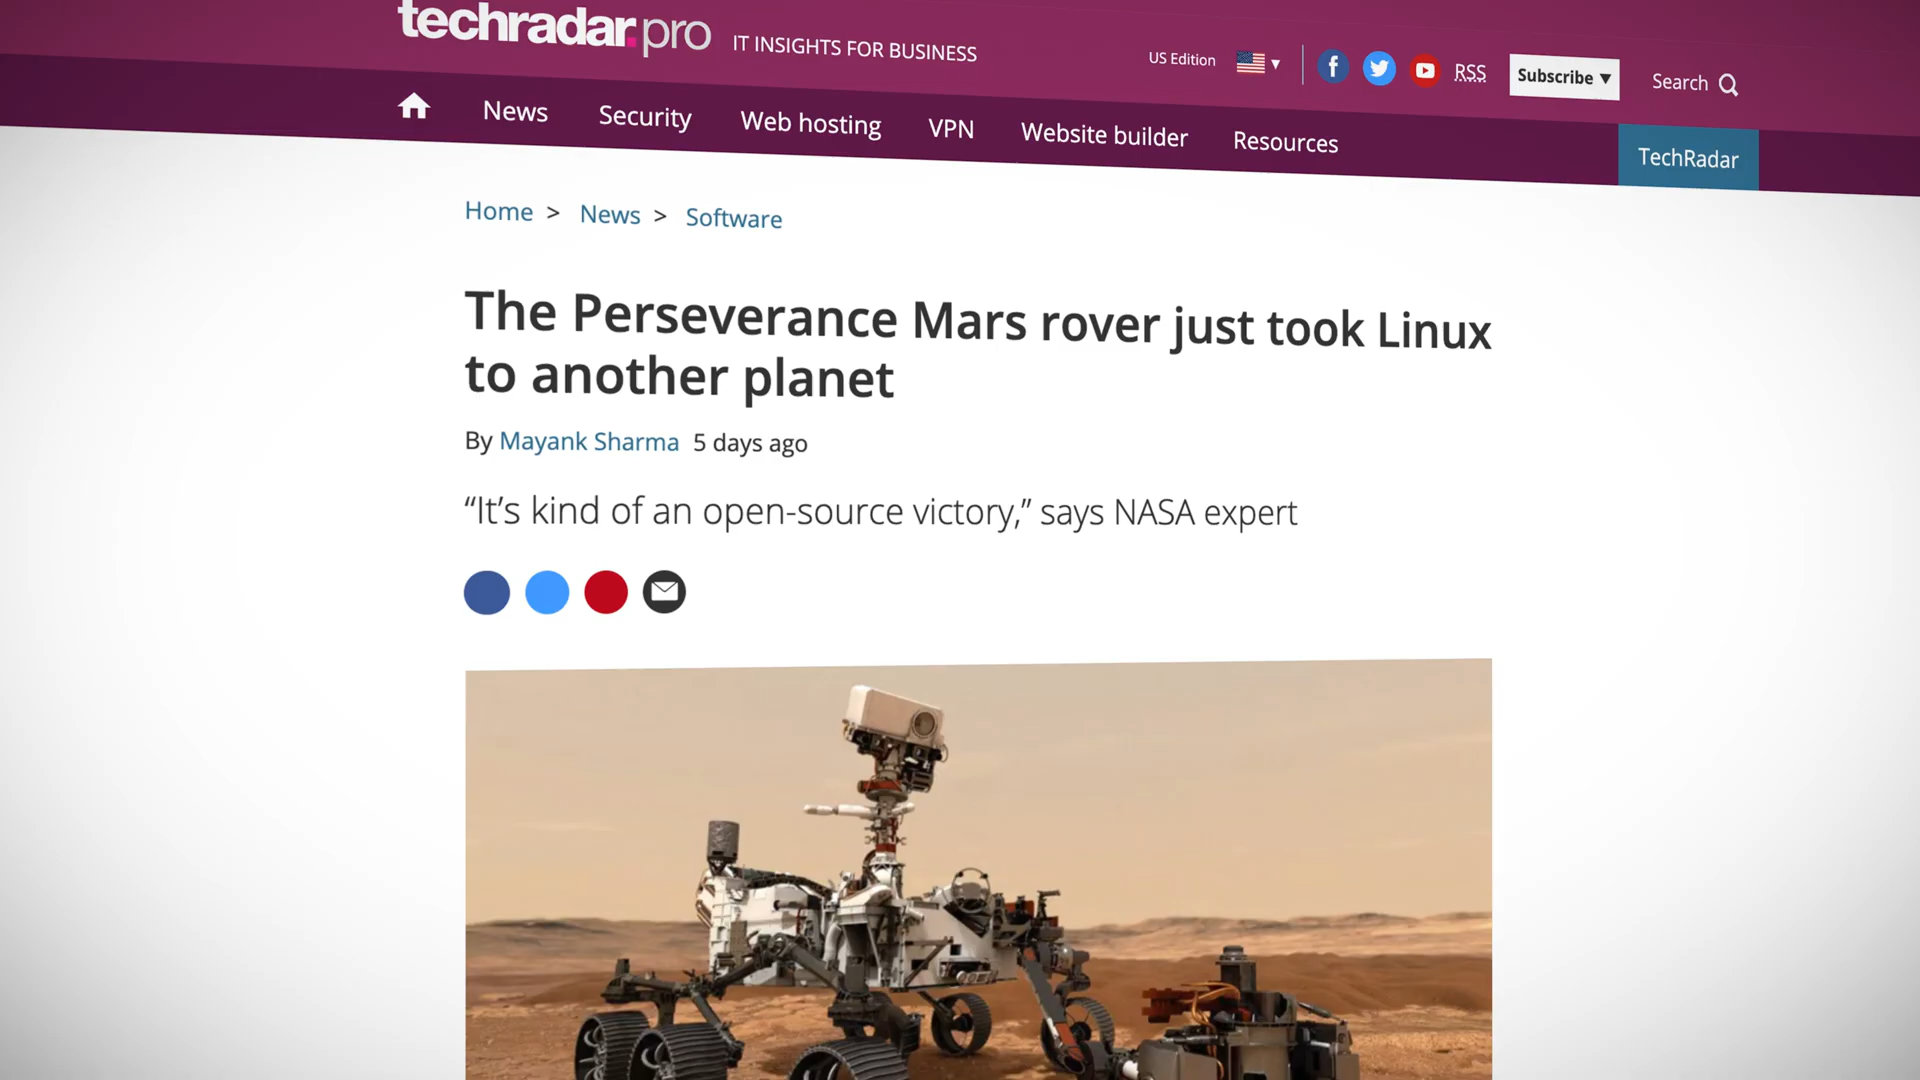 techradar.pro IT INSIGHTS FOR BUSINESS
US Edition
RSS
Subscribe ▼
Search
News Security Web hosting VPN Website builder Resources
TechRadar
Home > News > Software
The Perseverance Mars rover just took Linux
to another planet
By Mayank Sharma 5 days ago
“It’s kind of an open-source victory,” says NASA expert